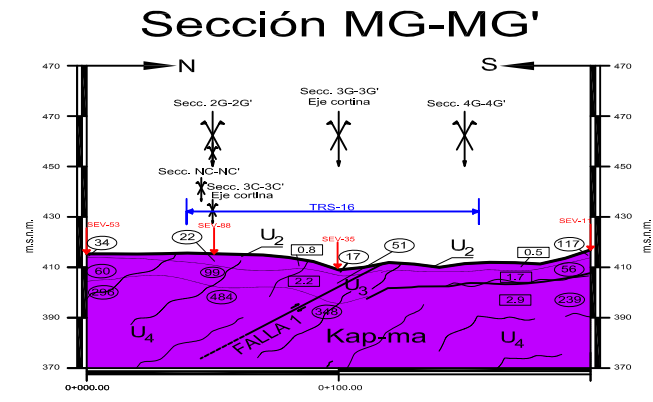 Sección MG-MG'
470
N
S
470
Secc. 3G-3G'
Eje cortina
Secc. 2G-2G'
Secc. 4G-4G'
470
470
450
450
Secc. NC-NC'
Secc. 3C-3C'
Eje cortina
TRS-16
430
430
m.s.n.m.
m.s.n.m.
SEV-53
SEV-88
SEV-35
SEV-1
34
22
U2
0.8
17
51
U2
0.5
117
410
410
60
99
2.2
U3
1.7
56
296
484
2.9
239
390
390
U4
FALLA 1
348
Kap-ma
U4
370
370
0+000.00
0+100.00